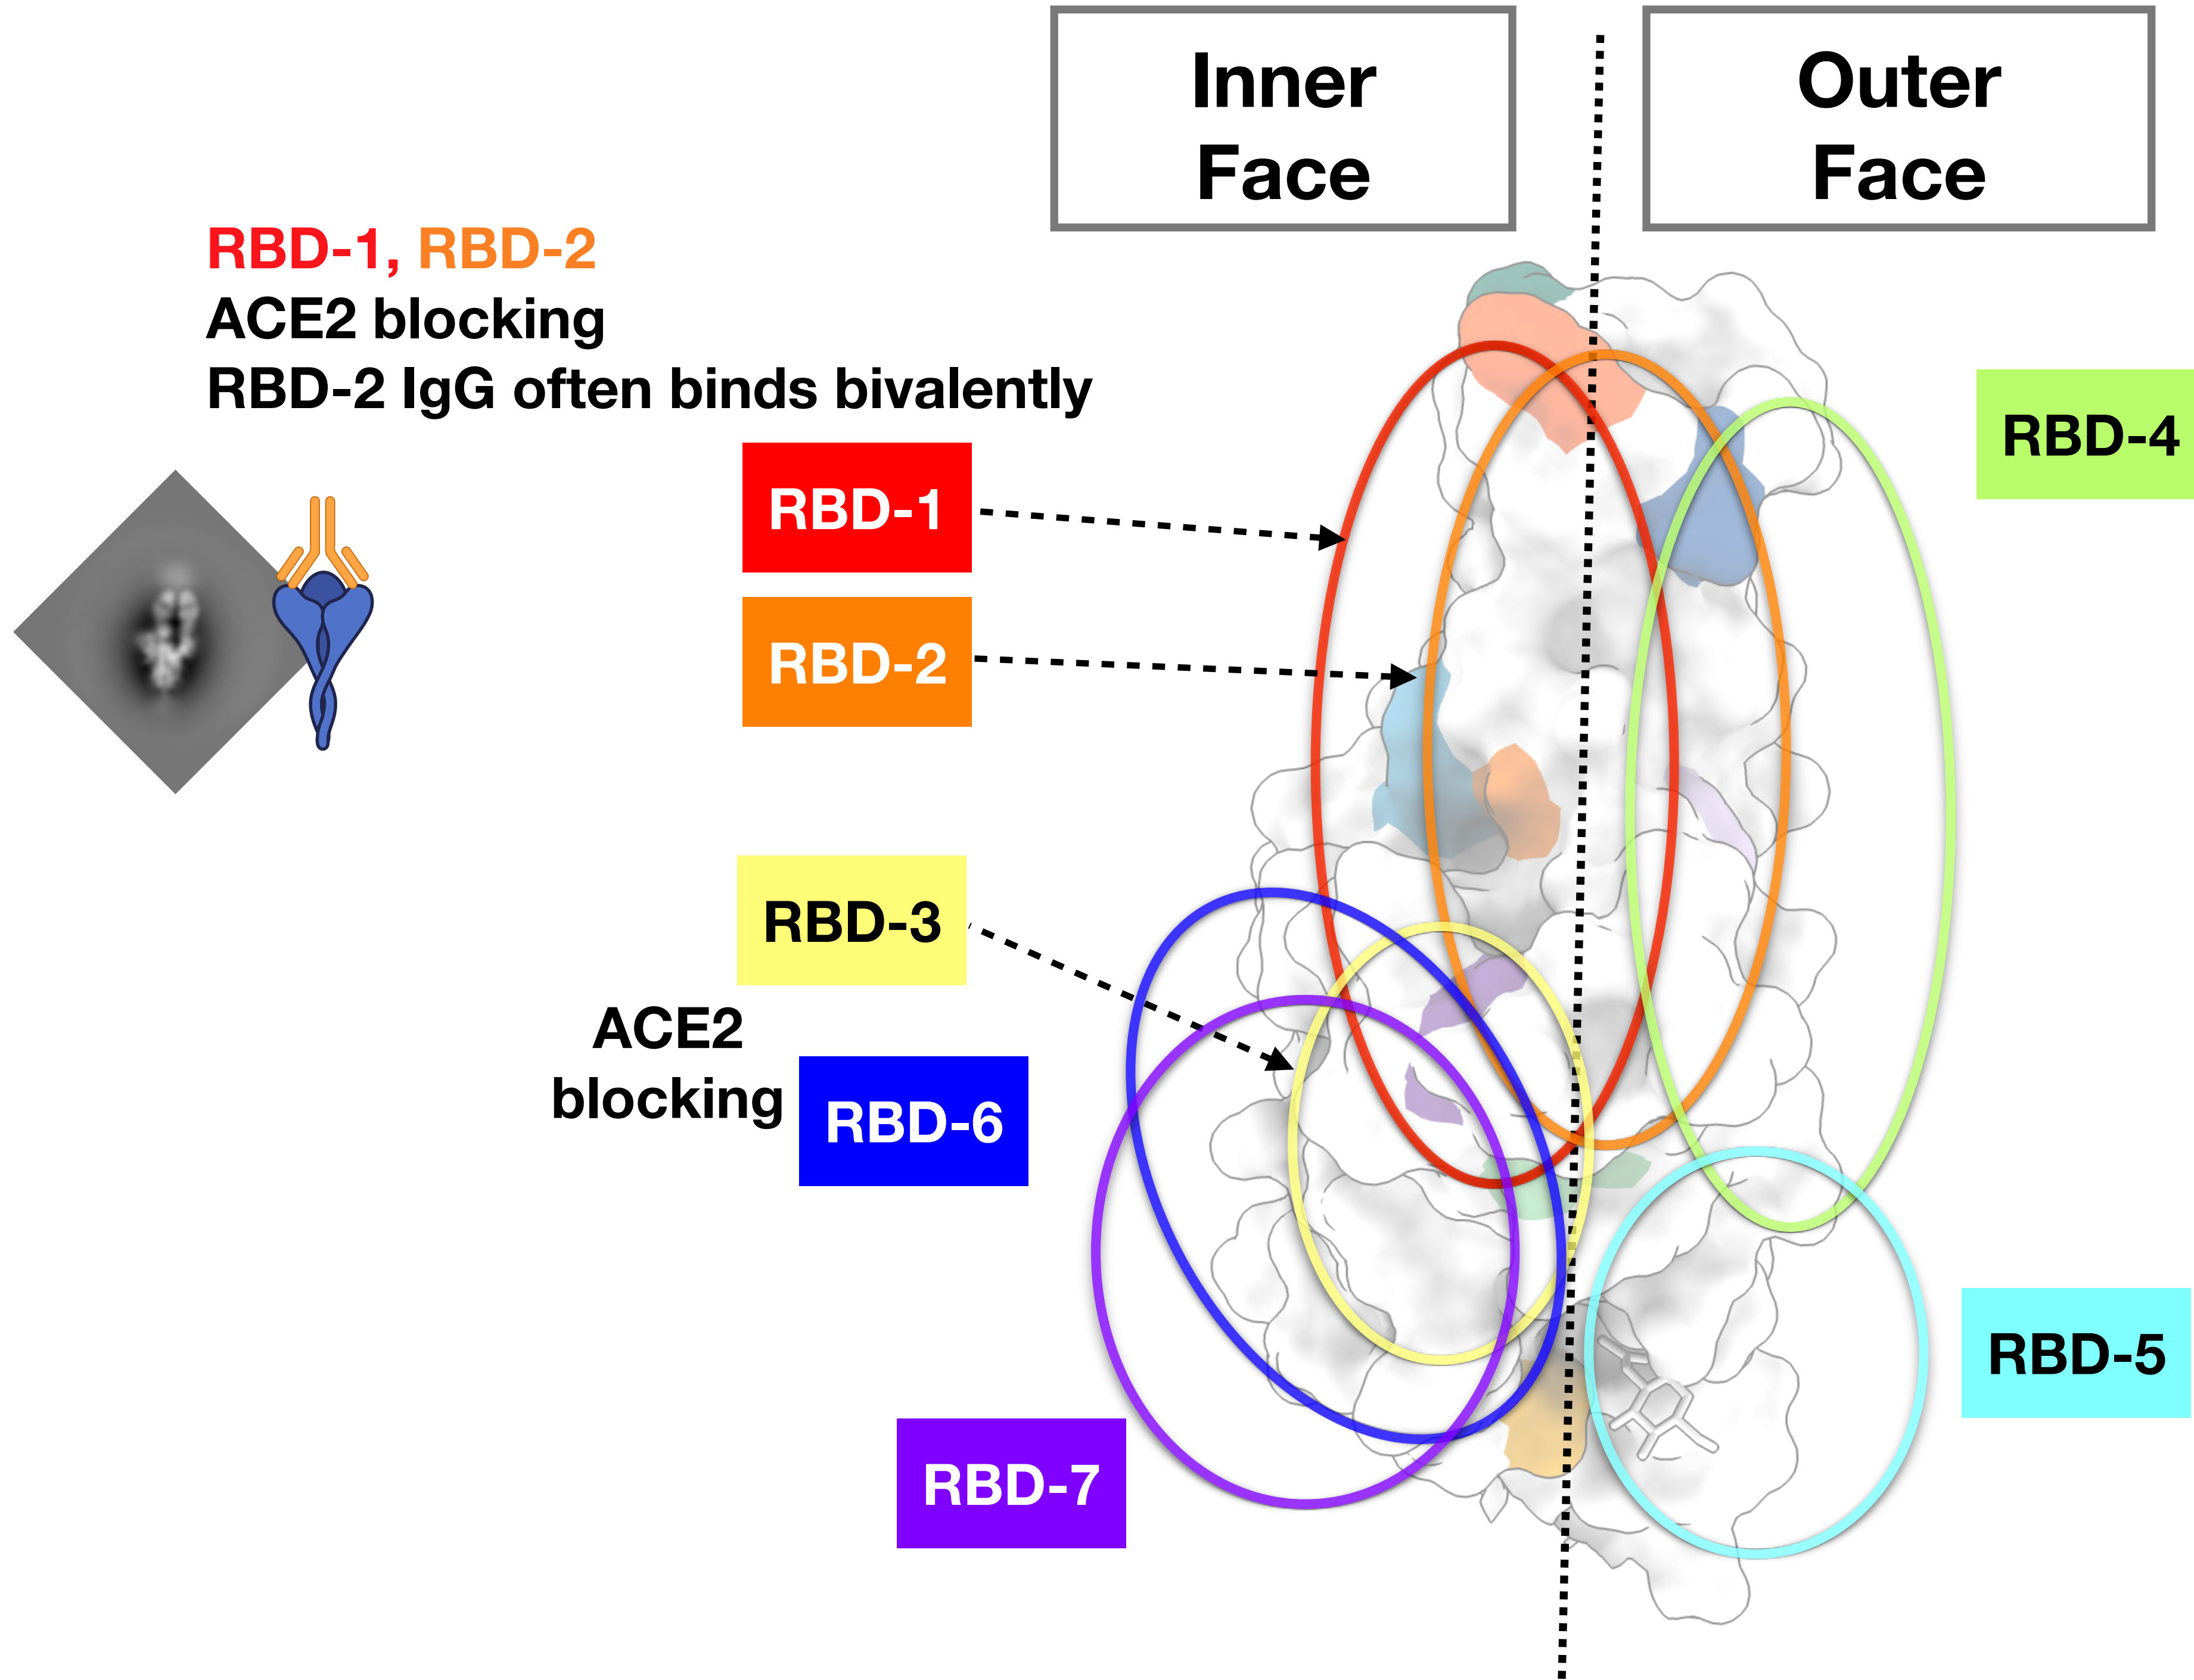 Inner
Face
Outer
Face
RBD-1, RBD-2
ACE2 blocking
RBD-2 IgG often binds bivalently
RBD-4
RBD-1
RBD-2
RBD-3
ACE2
blocking
RBD-6
RBD-5
RBD-7